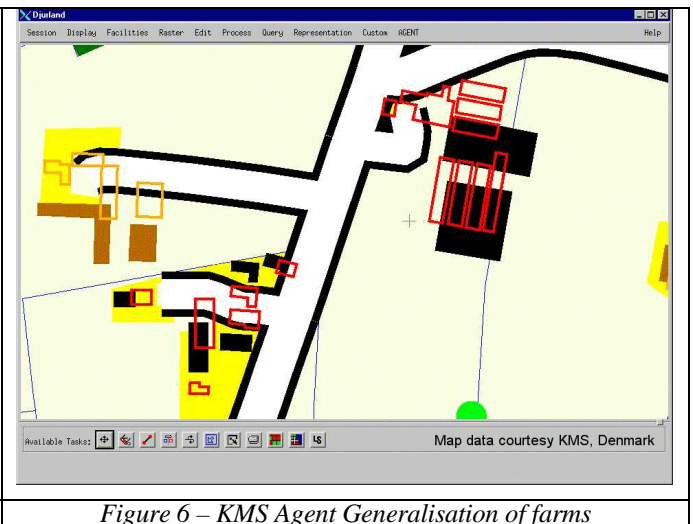 Djurland
Session Display Facilities Raster Edit Process Query Representation Custom AGENT Help
Available Tasks: LS Map data courtesy KMS, Denmark
Figure 6 – KMS Agent Generalisation of farms